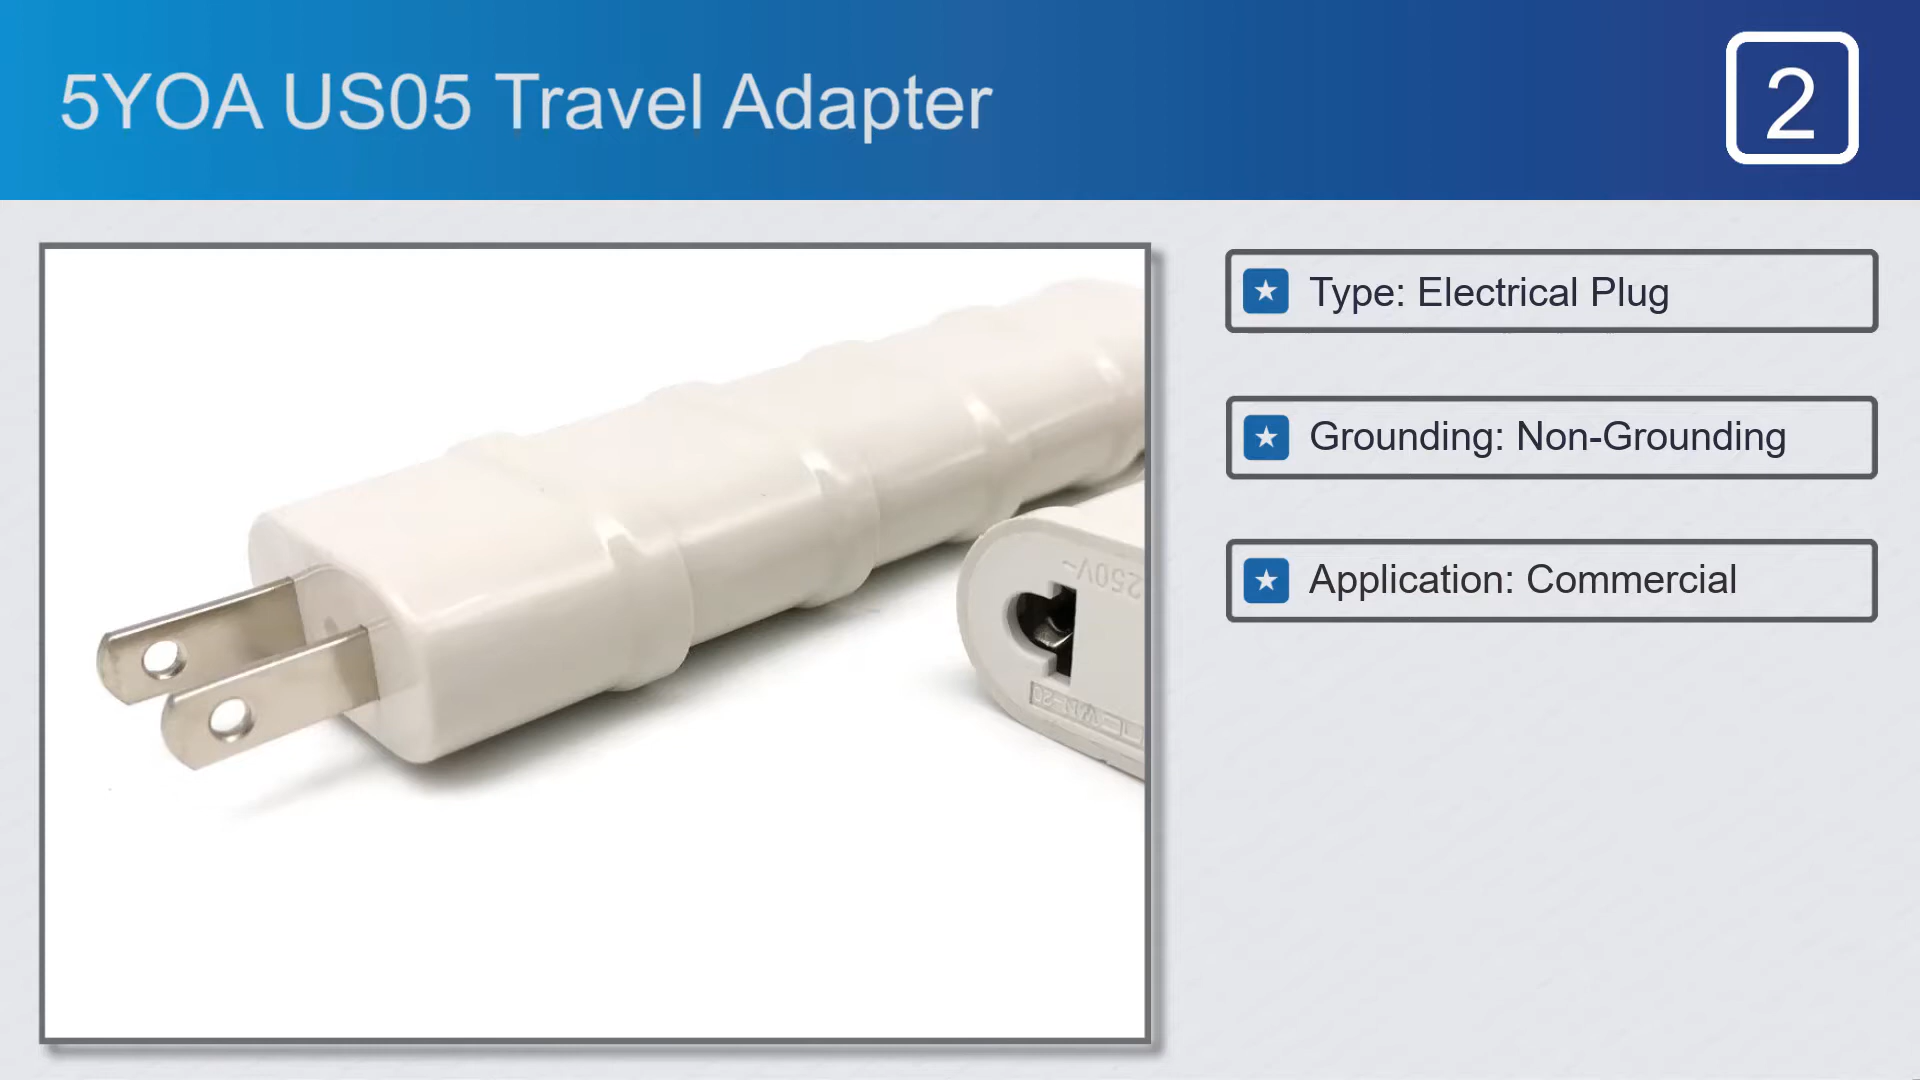 5YOA US05 Travel Adapter
2
Type: Electrical Plug
Grounding: Non-Grounding
Application: Commercial
250V~